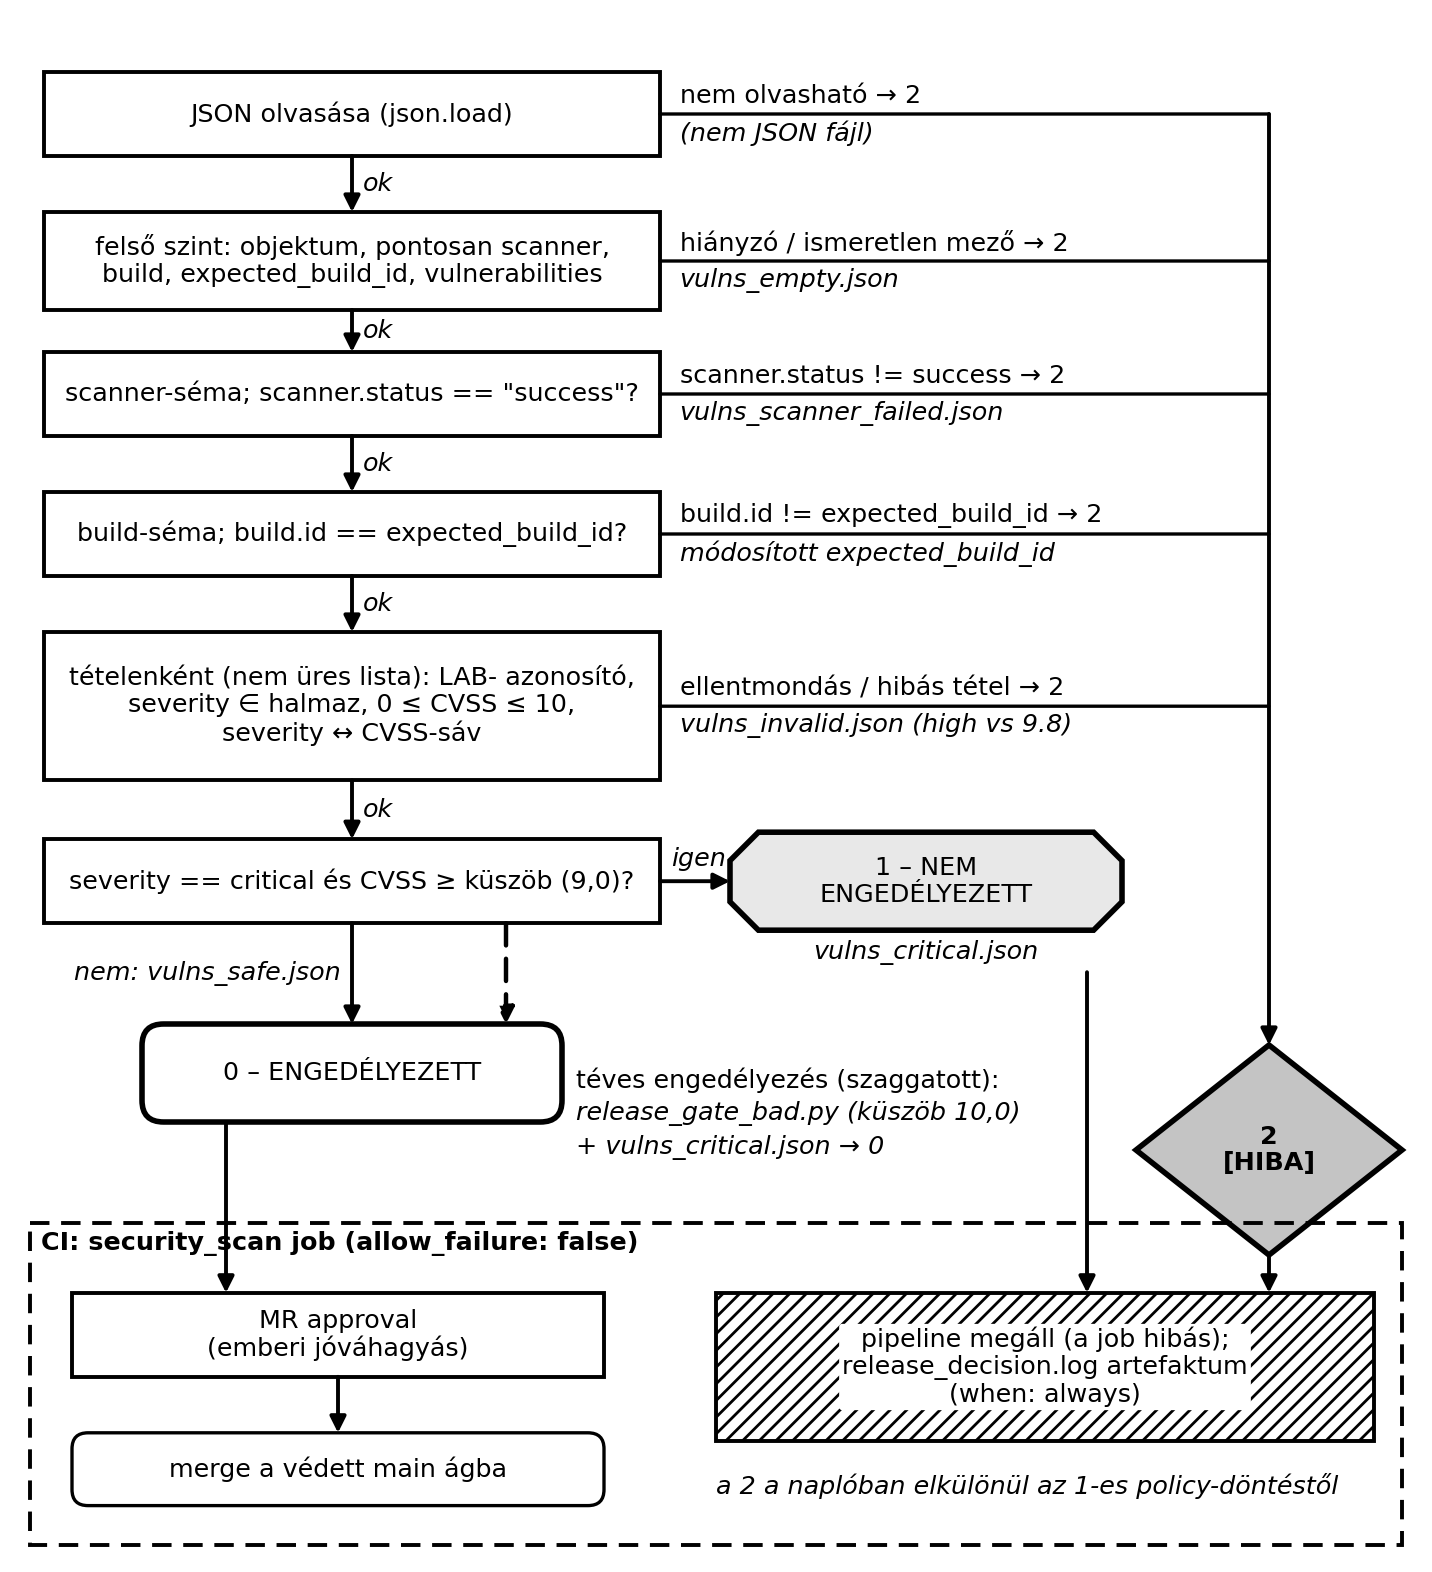 JSON olvasása (json.load)
nem olvasható → 2
(nem JSON fájl)
ok
felső szint: objektum, pontosan scanner,
build, expected_build_id, vulnerabilities
hiányzó / ismeretlen mező → 2
vulns_empty.json
ok
scanner-séma; scanner.status == "success"?
scanner.status != success → 2
vulns_scanner_failed.json
ok
build-séma; build.id == expected_build_id?
build.id != expected_build_id → 2
módosított expected_build_id
ok
tételenként (nem üres lista): LAB- azonosító,
severity ∈ halmaz, 0 ≤ CVSS ≤ 10,
severity ↔ CVSS-sáv
ellentmondás / hibás tétel → 2
vulns_invalid.json (high vs 9.8)
ok
severity == critical és CVSS ≥ küszöb (9,0)?
igen
1 – NEM
ENGEDÉLYEZETT
vulns_critical.json
nem: vulns_safe.json
0 – ENGEDÉLYEZETT
téves engedélyezés (szaggatott):
release_gate_bad.py (küszöb 10,0)
+ vulns_critical.json → 0
2
[HIBA]
CI: security_scan job (allow_failure: false)
MR approval
(emberi jóváhagyás)
merge a védett main ágba
pipeline megáll (a job hibás);
release_decision.log artefaktum
(when: always)
a 2 a naplóban elkülönül az 1-es policy-döntéstől